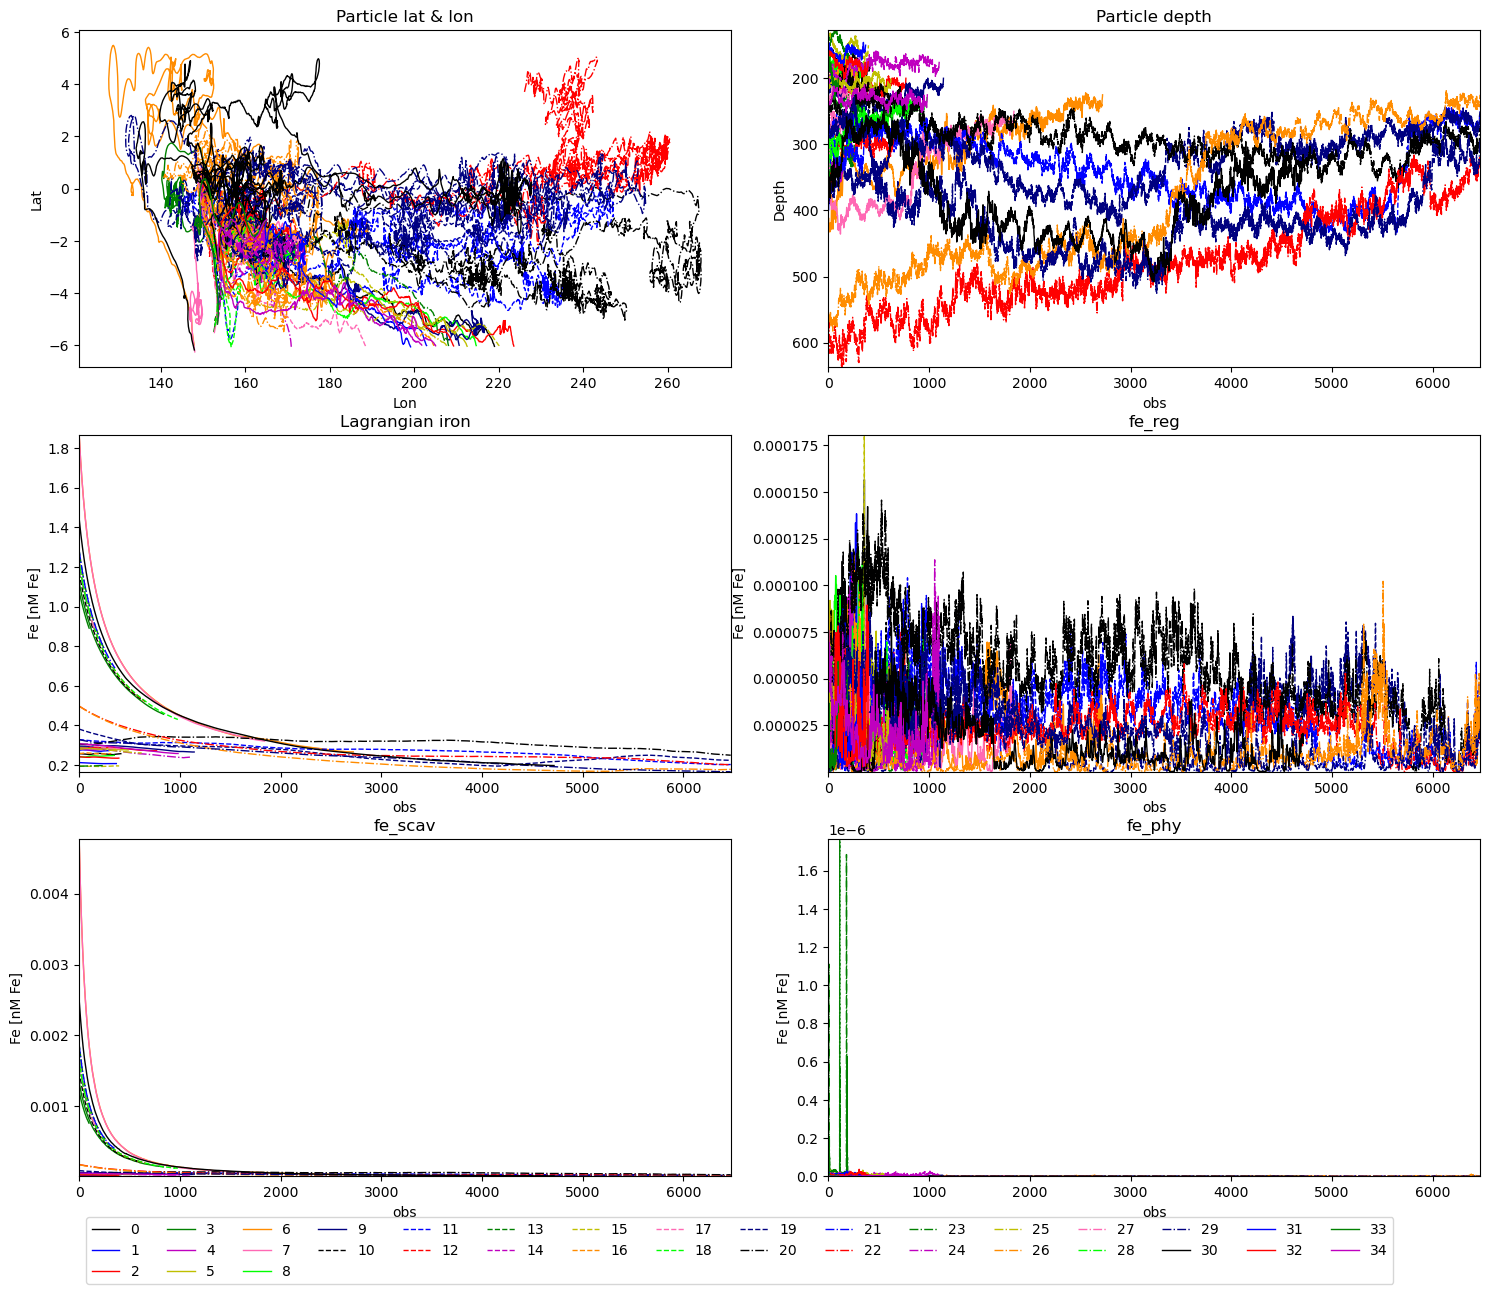 Particle lat & lon
6
4
2
0
−2
−4
−6
Lat
140 160 180 200 220 240 260
Lon
Particle depth
200
300
400
500
600
Depth
0 1000 2000 3000 4000 5000 6000
obs
Lagrangian iron
1.8
1.6
1.4
1.2
1.0
0.8
0.6
0.4
0.2
Fe [nM Fe]
0 1000 2000 3000 4000 5000 6000
obs
fe_reg
0.000175
0.000150
0.000125
0.000100
0.000075
0.000050
0.000025
Fe [nM Fe]
0 1000 2000 3000 4000 5000 6000
obs
fe_scav
0.004
0.003
0.002
0.001
Fe [nM Fe]
0 1000 2000 3000 4000 5000 6000
obs
fe_phy
1e−6
1.6
1.4
1.2
1.0
0.8
0.6
0.4
0.2
0.0
Fe [nM Fe]
0 1000 2000 3000 4000 5000 6000
obs
0 3 6 9 11 13 15 17 19 21 23 25 27 29 31 33
1 4 7 10 12 14 16 18 20 22 24 26 28 30 32 34
2 5 8